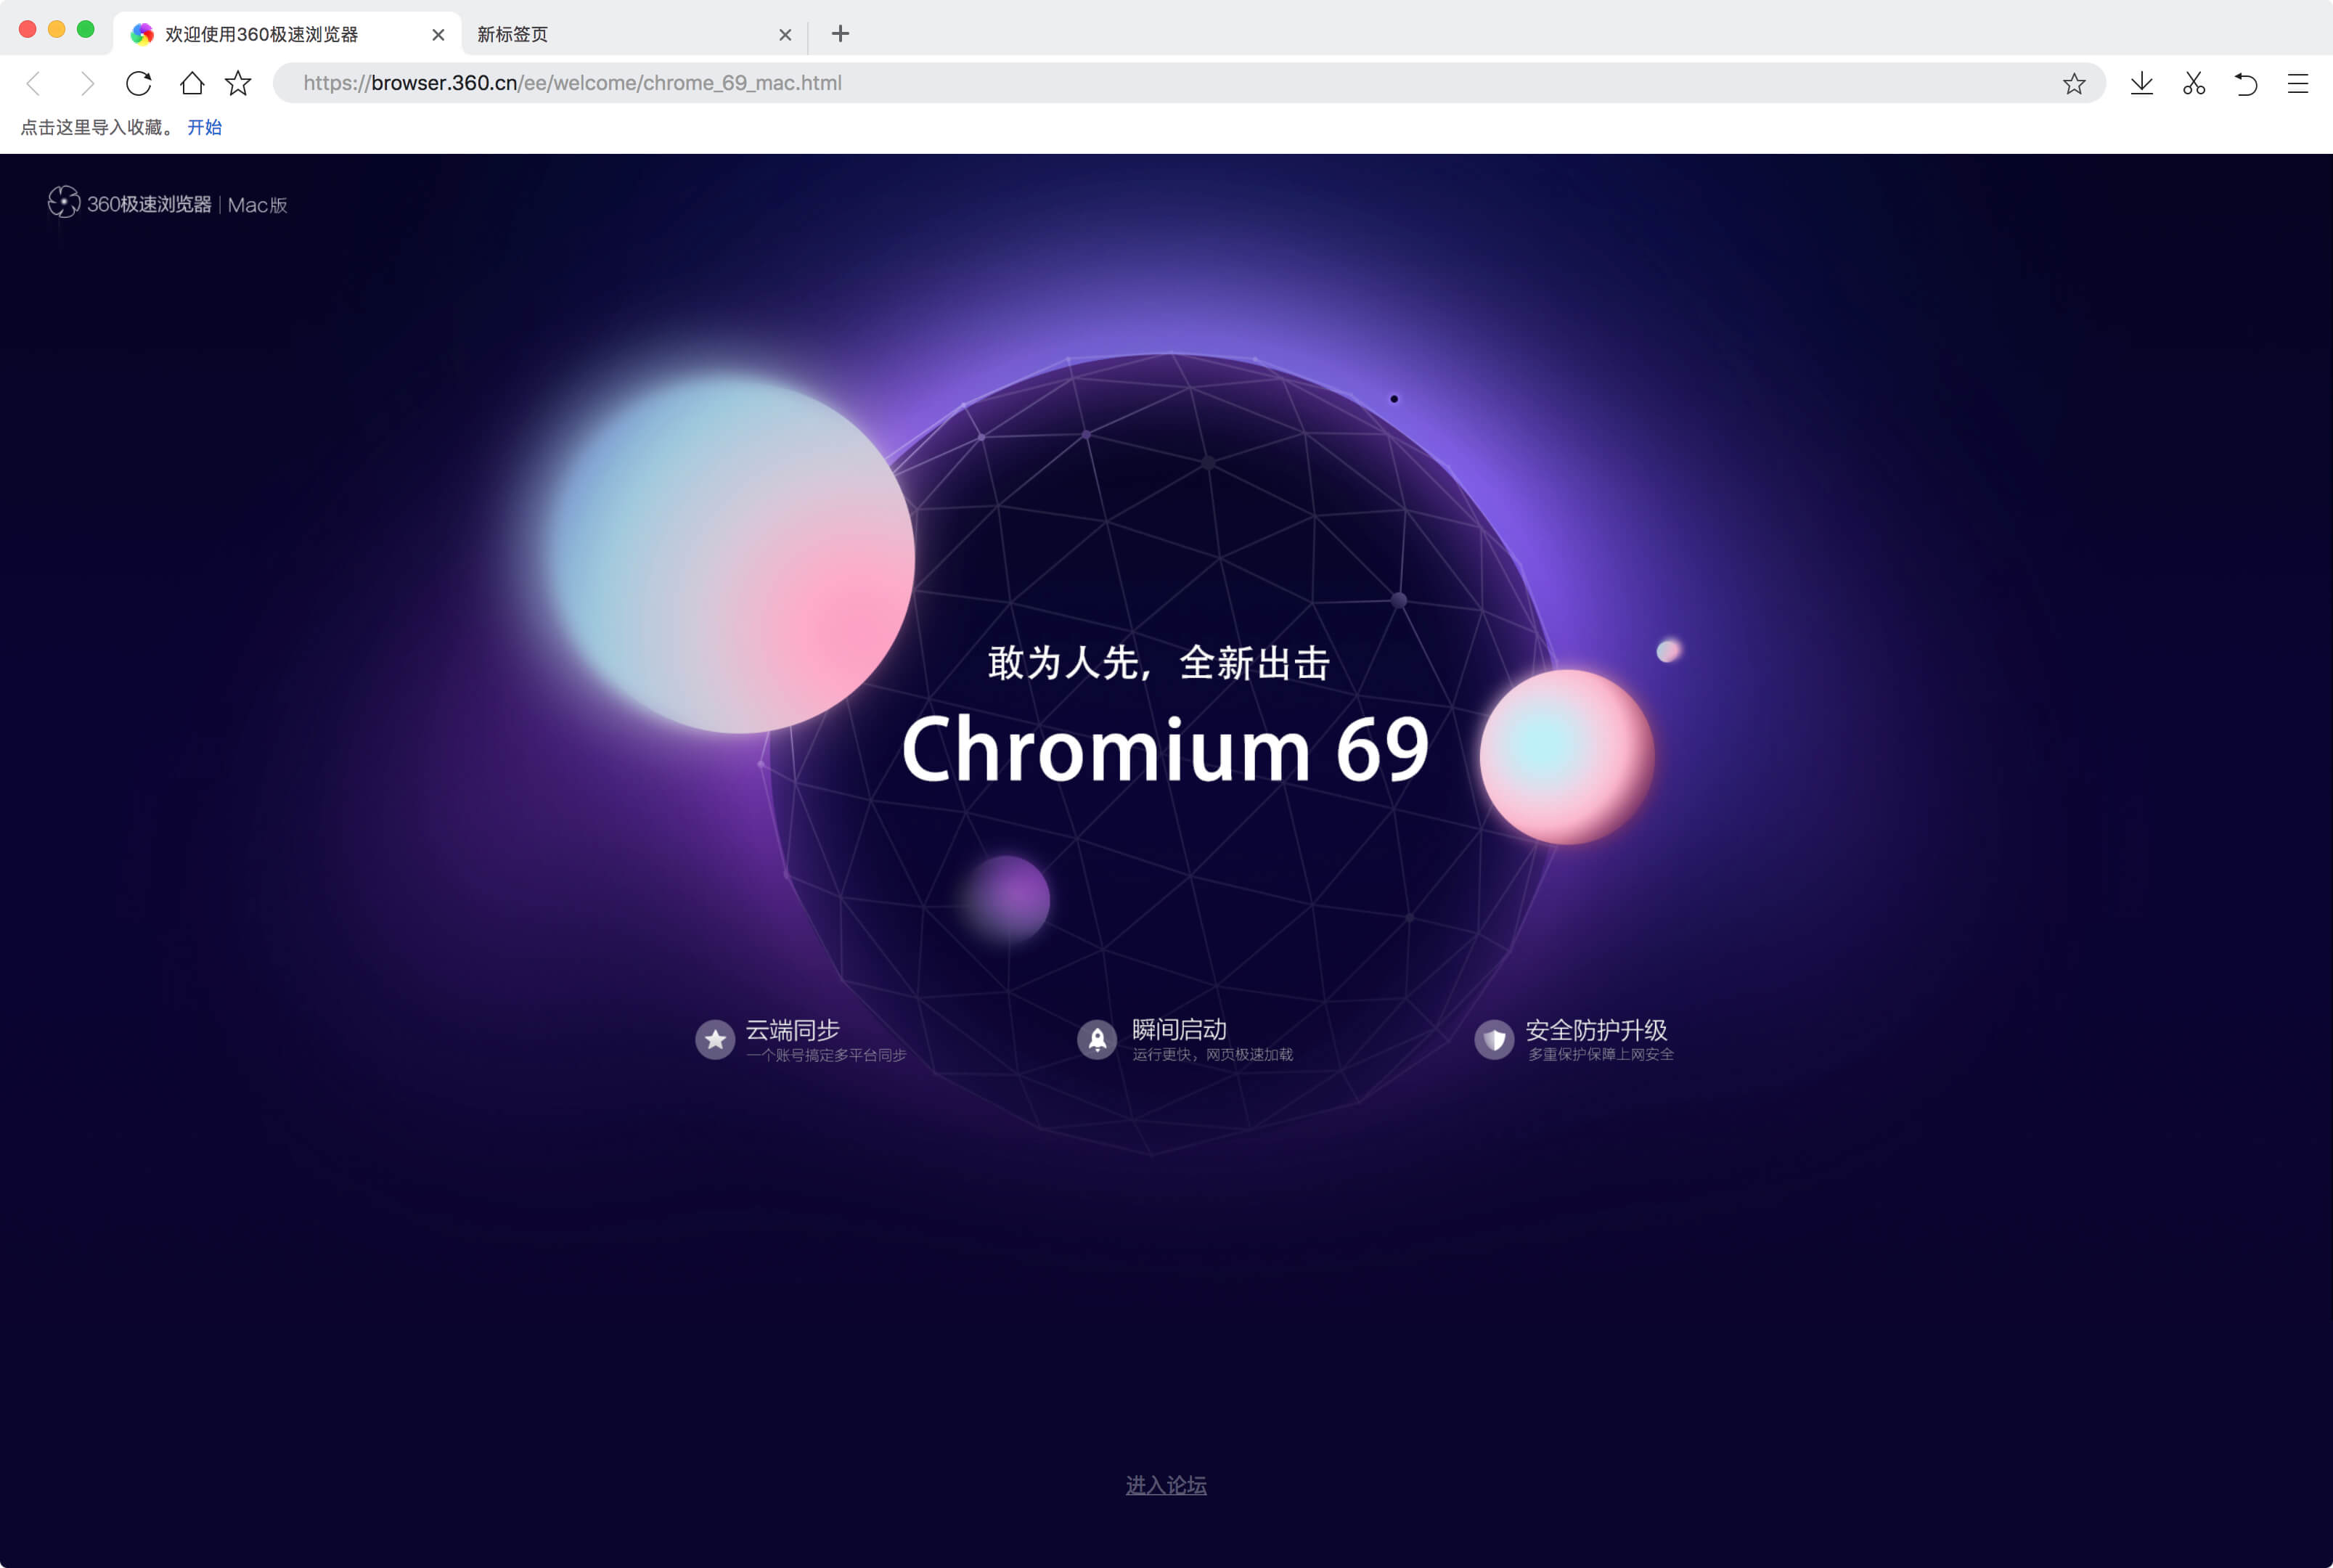 欢迎使用360极速浏览器
新标签页
https://browser.360.cn/ee/welcome/chrome_69_mac.html
点击这里导入收藏。 开始
360极速浏览器 | Mac版
敢为人先，全新出击
Chromium 69
云端同步
一个账号搞定多平台同步
瞬间启动
运行更快，网页极速加载
安全防护升级
多重保护保障上网安全
进入论坛